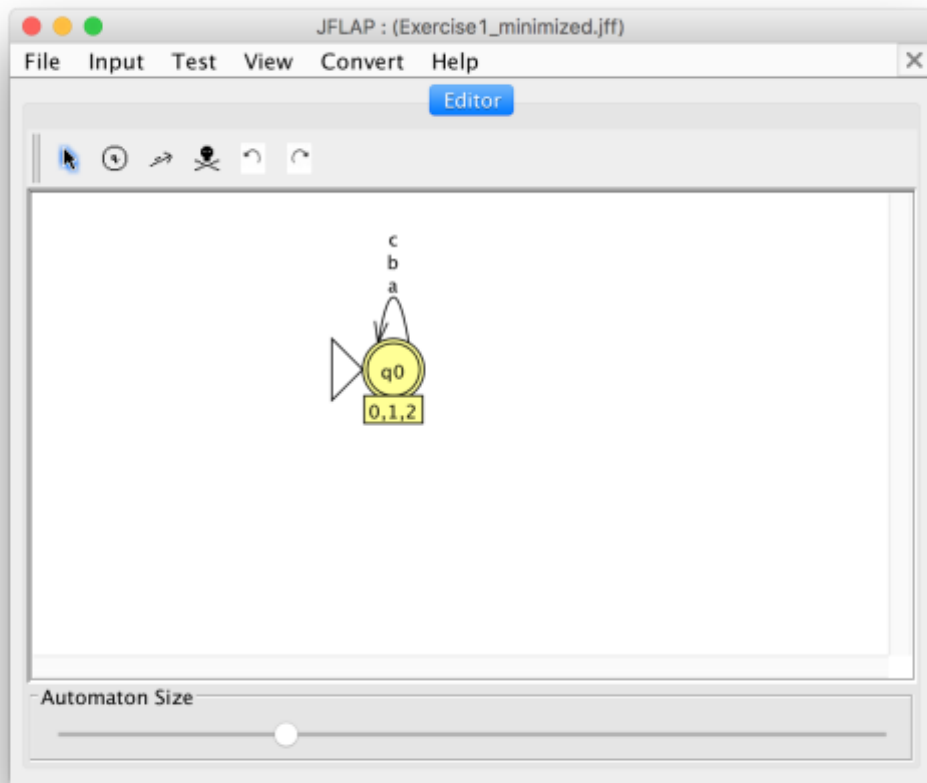 JFLAP : (Exercise1_minimized.jff)
File Input Test View Convert Help
Editor
c
b
a
q0
0,1,2
Automaton Size